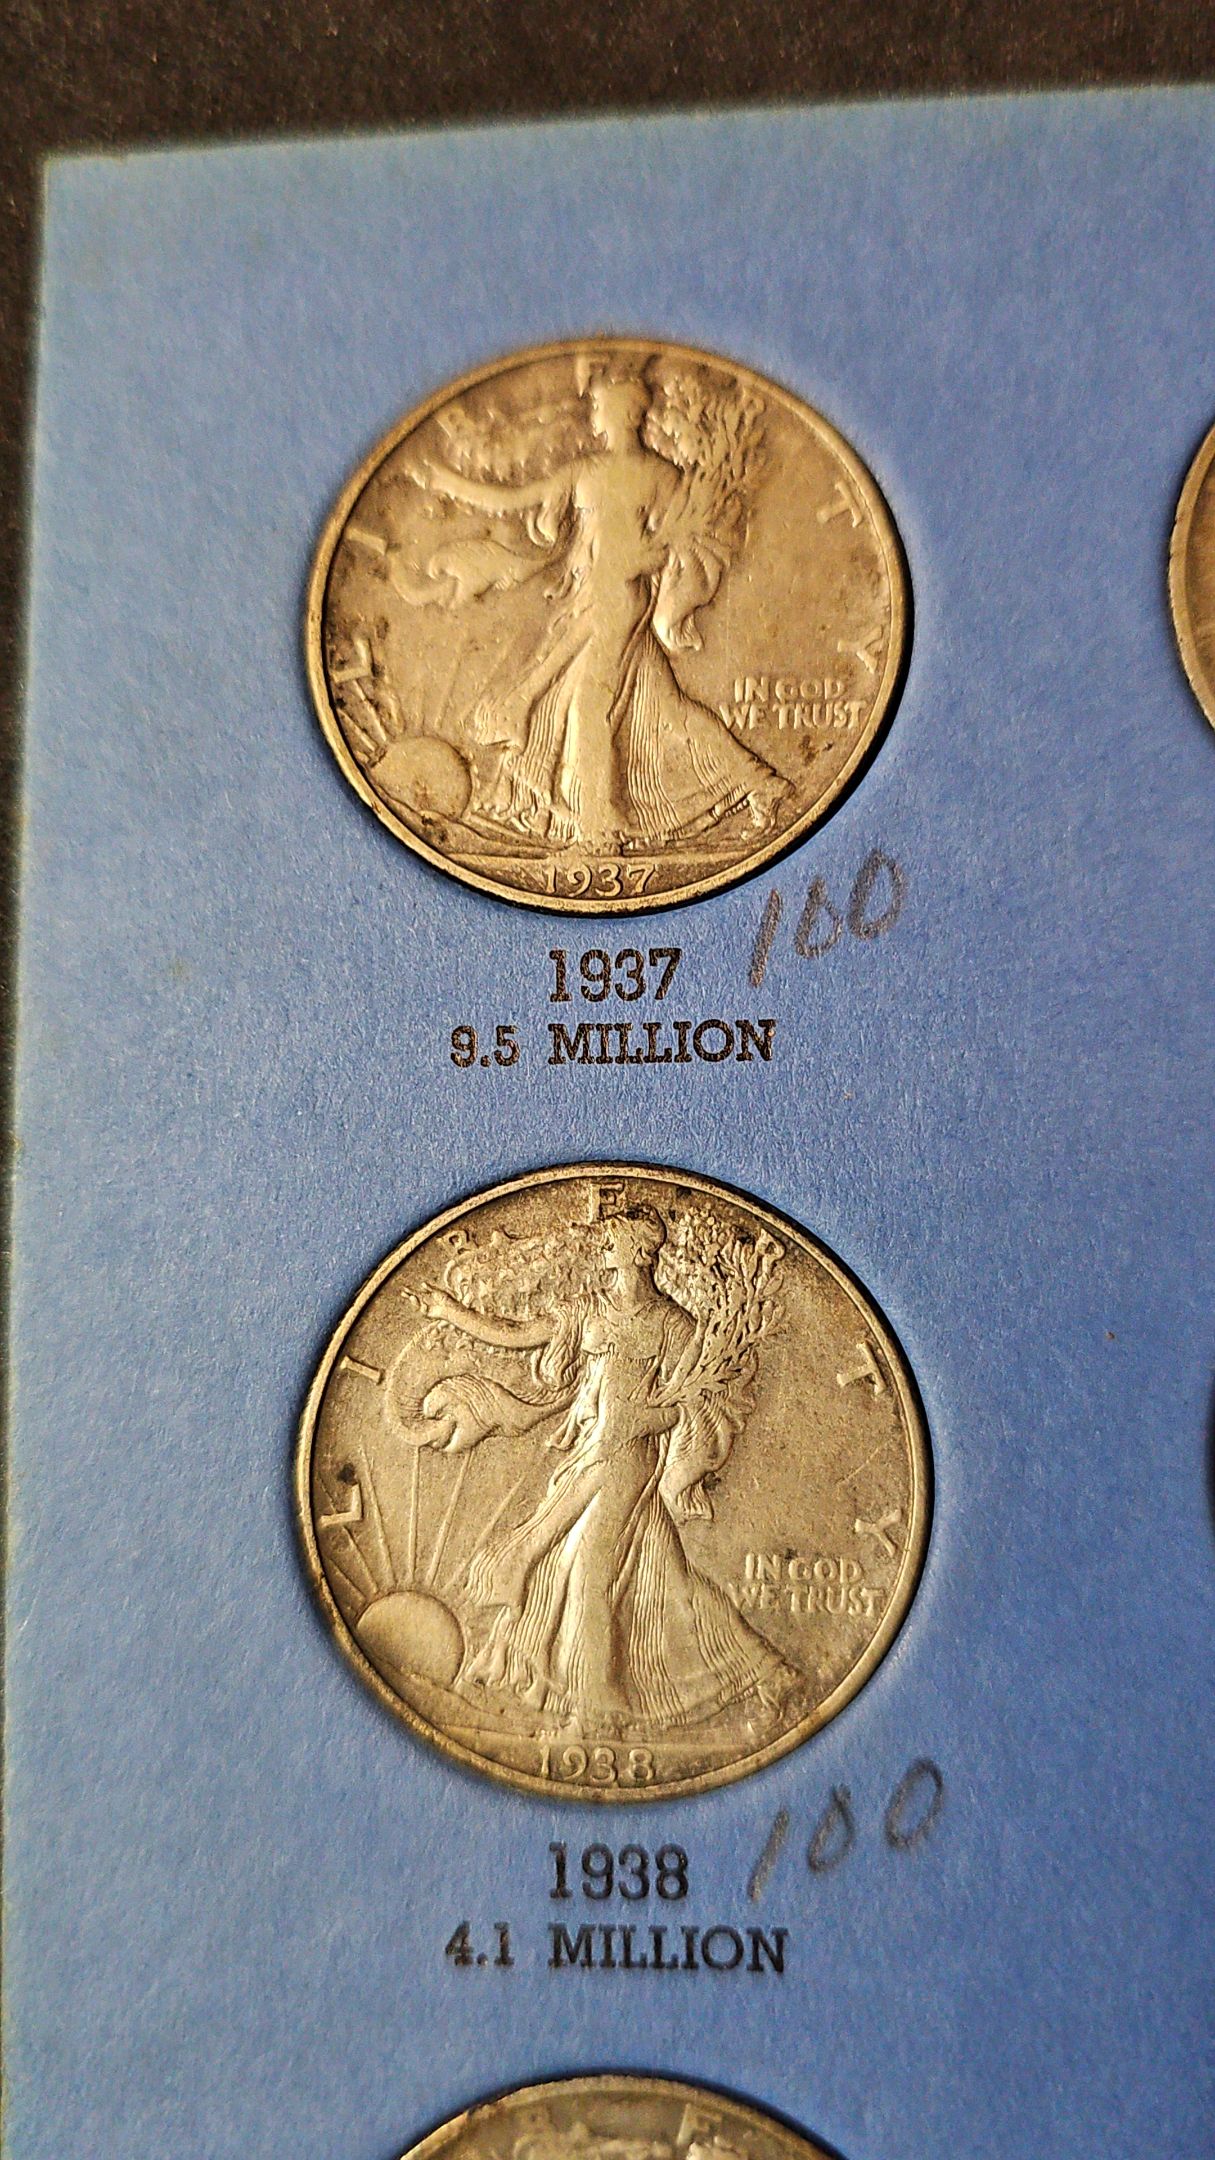 LIBERTY
IN GOD
WE TRUST
1937
100
1937
9.5 MILLION
LIBERTY
IN GOD
WE TRUST
1938
100
1938
4.1 MILLION